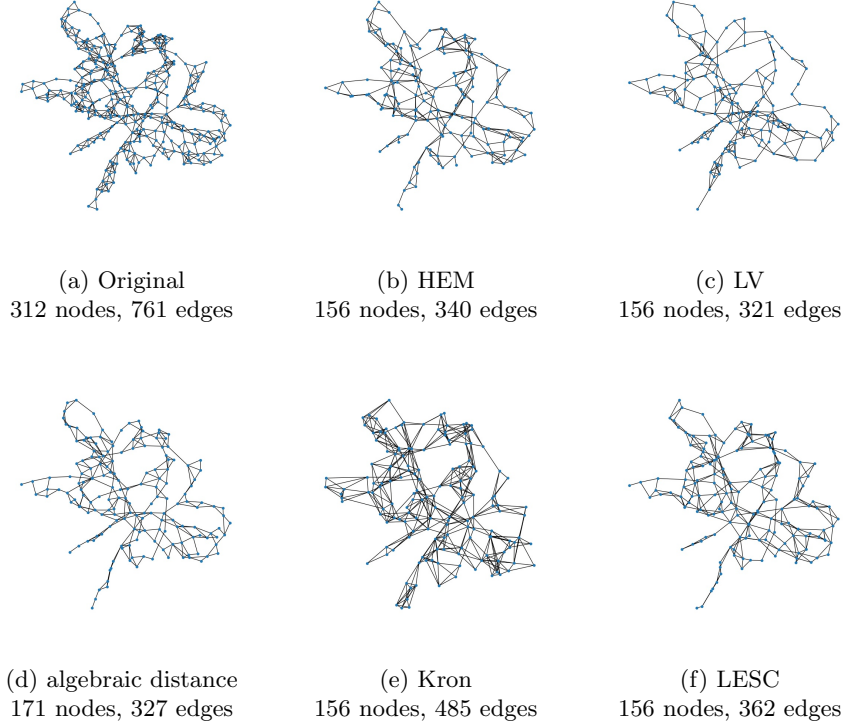 (a) Original
312 nodes, 761 edges
(b) HEM
156 nodes, 340 edges
(c) LV
156 nodes, 321 edges
(d) algebraic distance
171 nodes, 327 edges
(e) Kron
156 nodes, 485 edges
(f) LESC
156 nodes, 362 edges